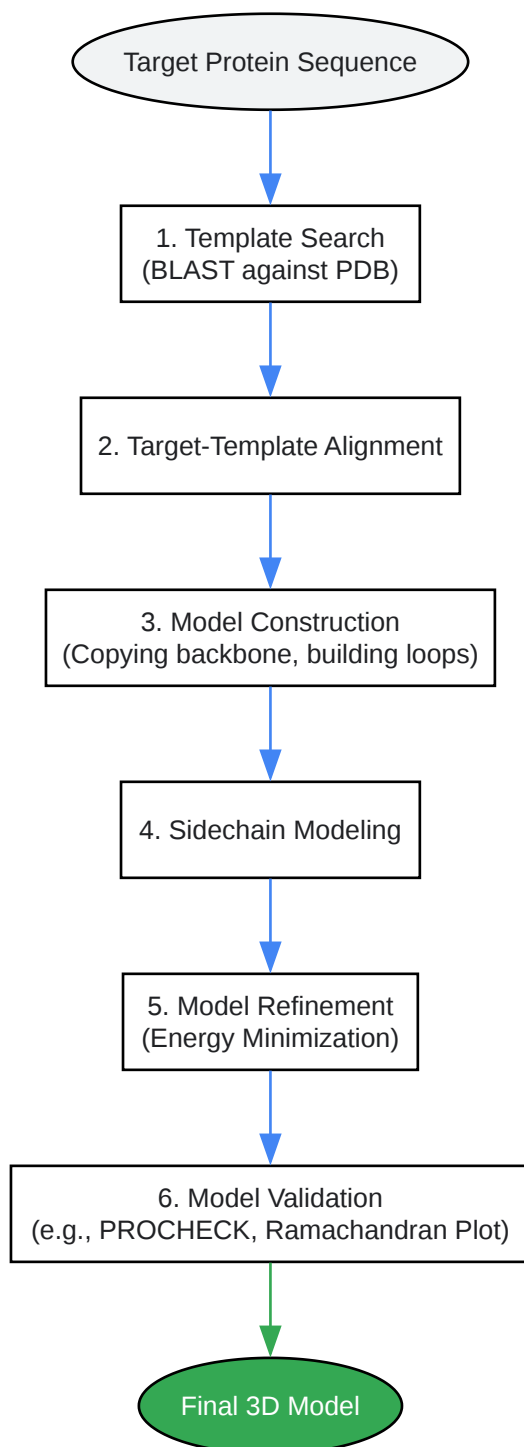 Target Protein Sequence
1. Template Search
(BLAST against PDB)
2. Target-Template Alignment
3. Model Construction
(Copying backbone, building loops)
4. Sidechain Modeling
5. Model Refinement
(Energy Minimization)
6. Model Validation
(e.g., PROCHECK, Ramachandran Plot)
Final 3D Model